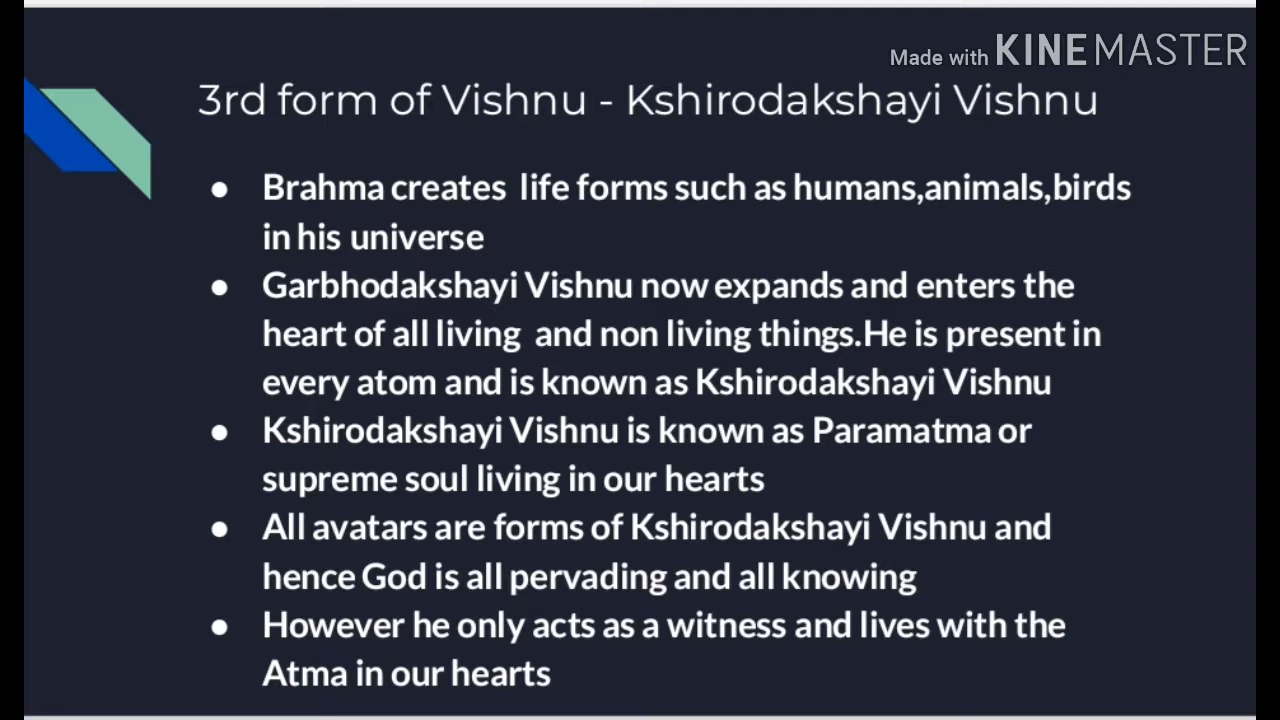 Made with KINEMASTER
3rd form of Vishnu - Kshirodakshayi Vishnu
● Brahma creates life forms such as humans,animals,birds
in his universe
● Garbhodakshayi Vishnu now expands and enters the
heart of all living and non living things.He is present in
every atom and is known as Kshirodakshayi Vishnu
● Kshirodakshayi Vishnu is known as Paramatma or
supreme soul living in our hearts
● All avatars are forms of Kshirodakshayi Vishnu and
hence God is all pervading and all knowing
● However he only acts as a witness and lives with the
Atma in our hearts